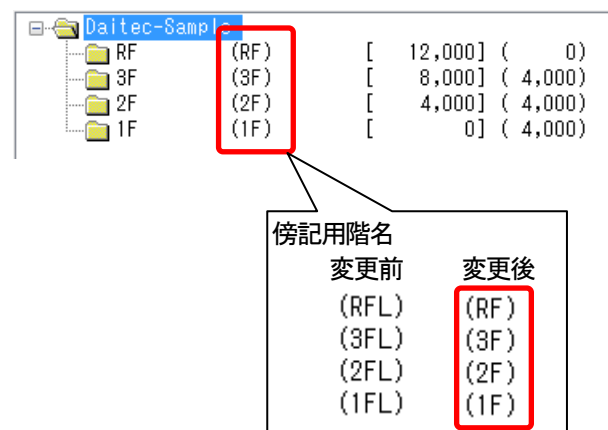 Daitec-Sample
RF (RF) [ 12,000] ( 0)
3F (3F) [ 8,000] ( 4,000)
2F (2F) [ 4,000] ( 4,000)
1F (1F) [ 0] ( 4,000)
傍記用階名
変更前 変更後
(RFL) (RF)
(3FL) (3F)
(2FL) (2F)
(1FL) (1F)